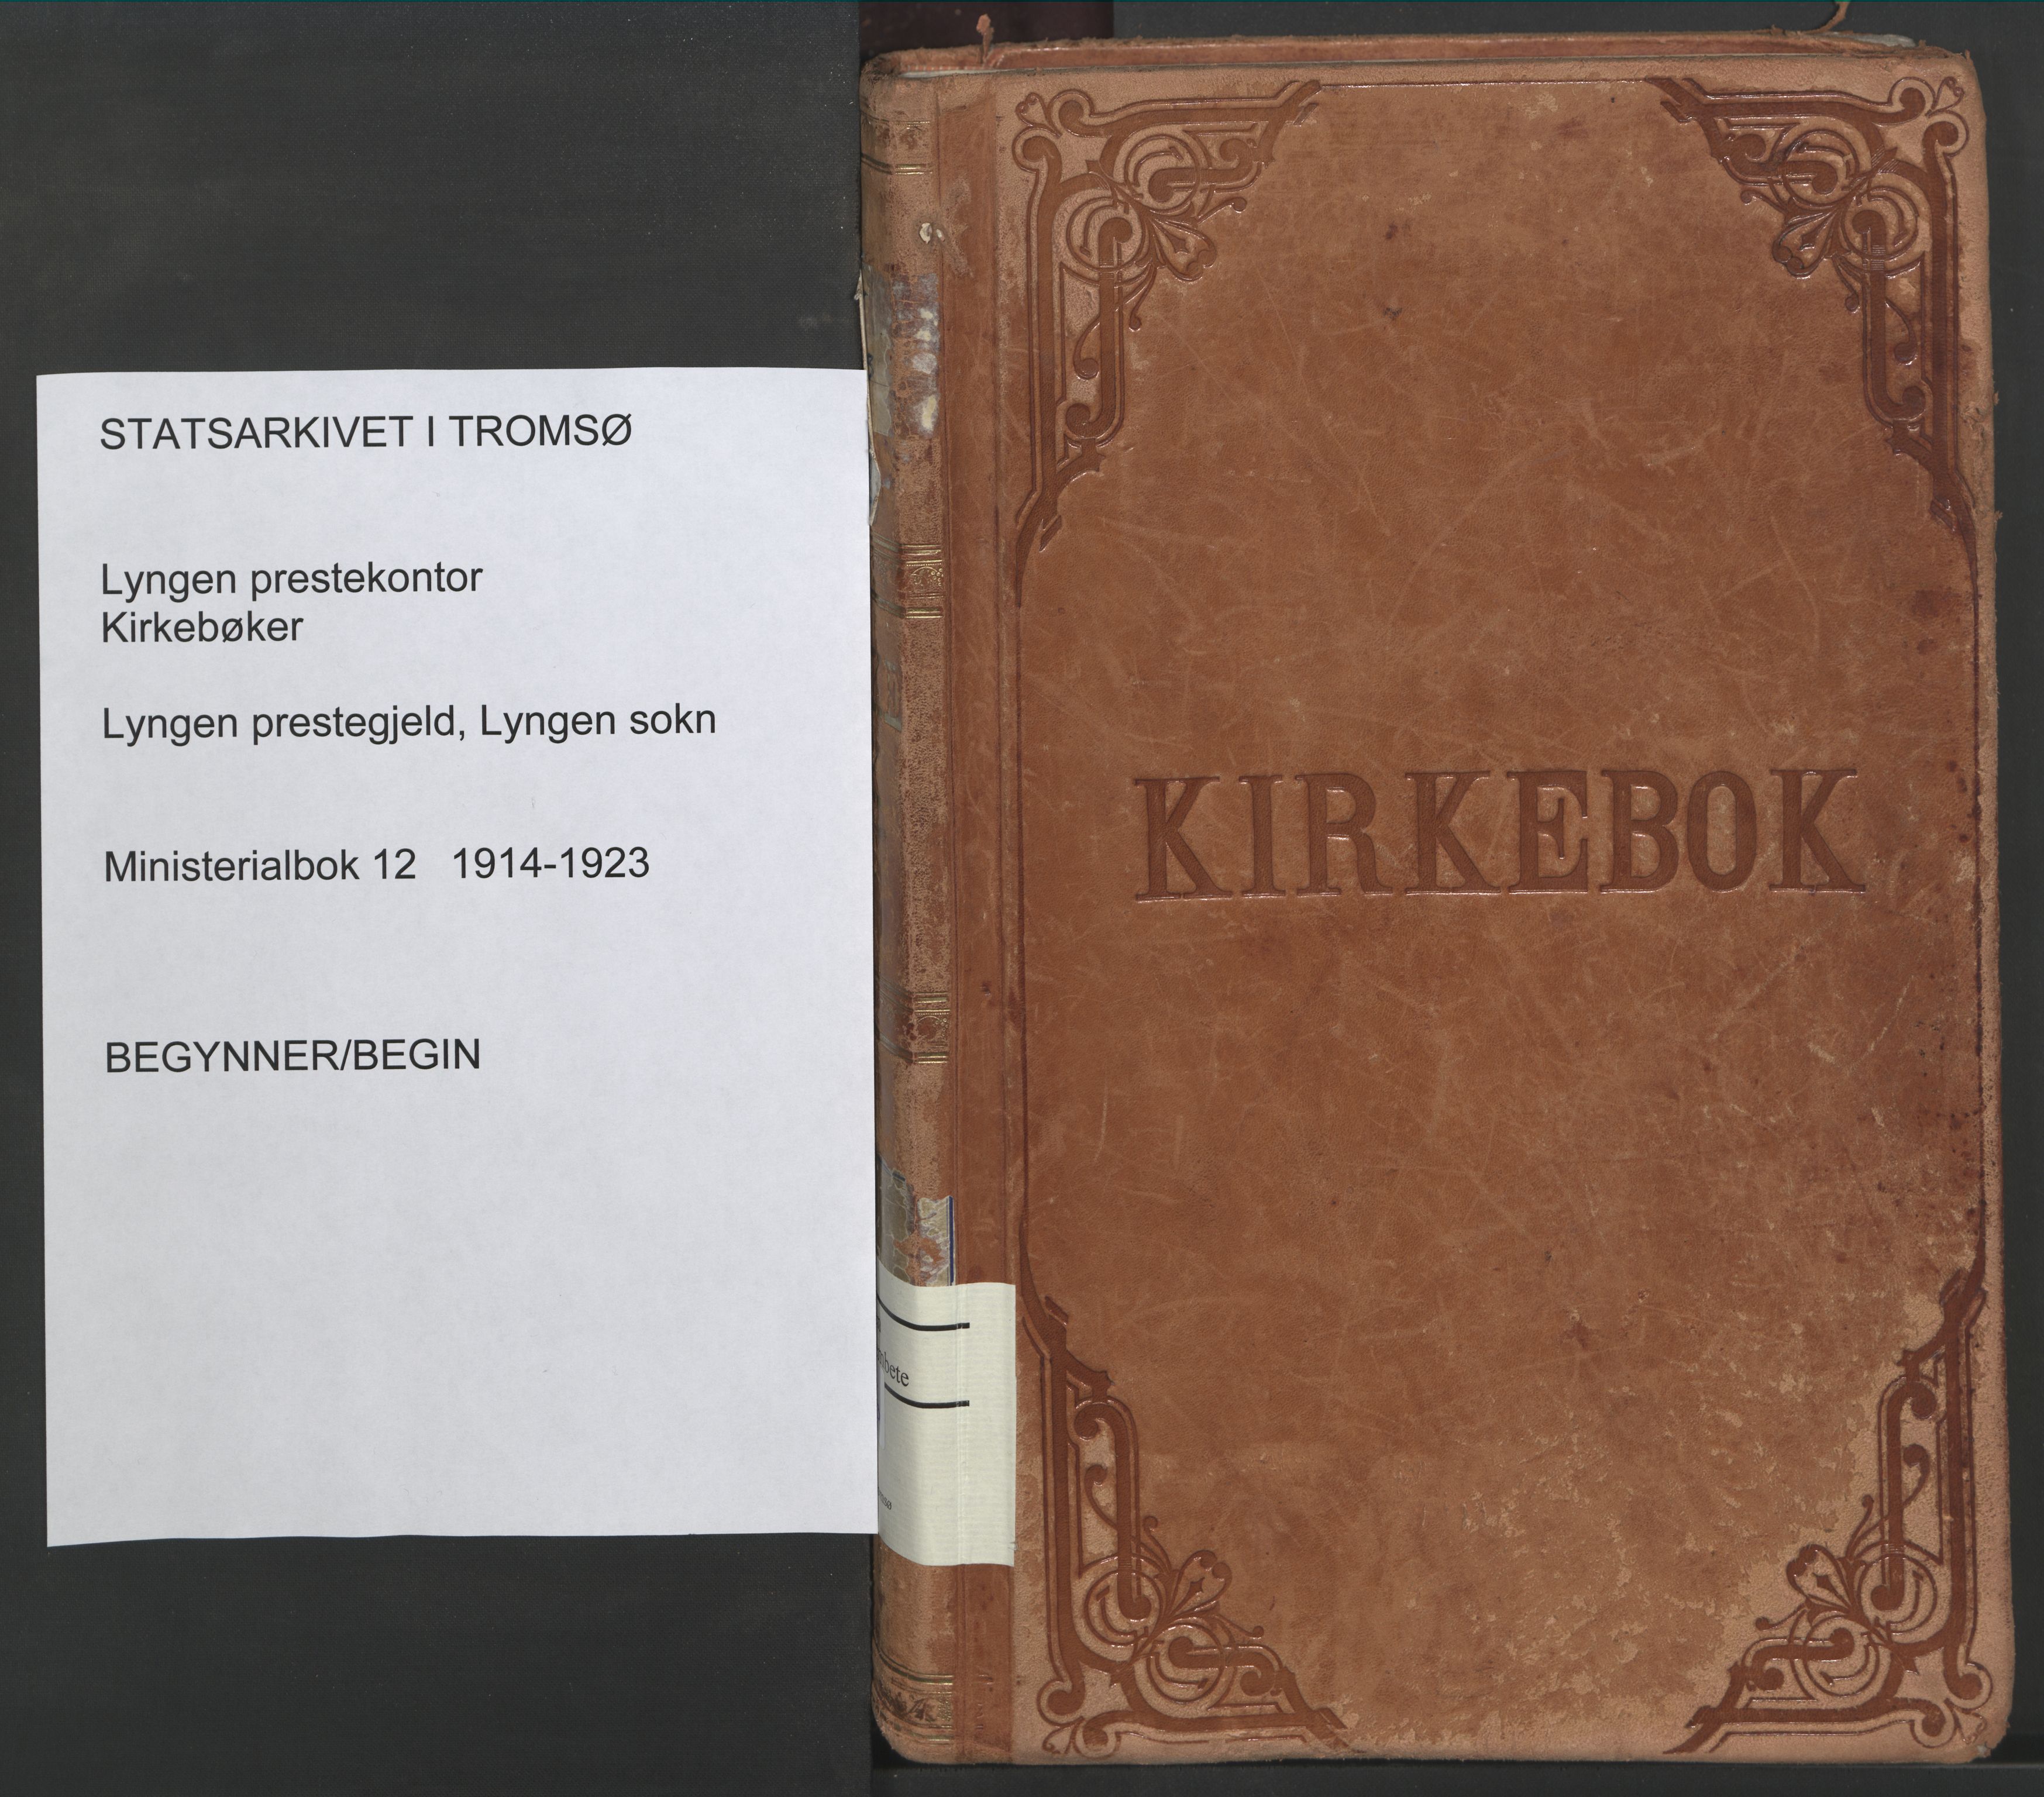 STATSARKIVET I TROMSØ
Lyngen prestekontor
Kirkebøker
Lyngen prestegjeld, Lyngen sokn
Ministerialbok 12 1914-1923
BEGYNNER/BEGIN
KIRKEBOK